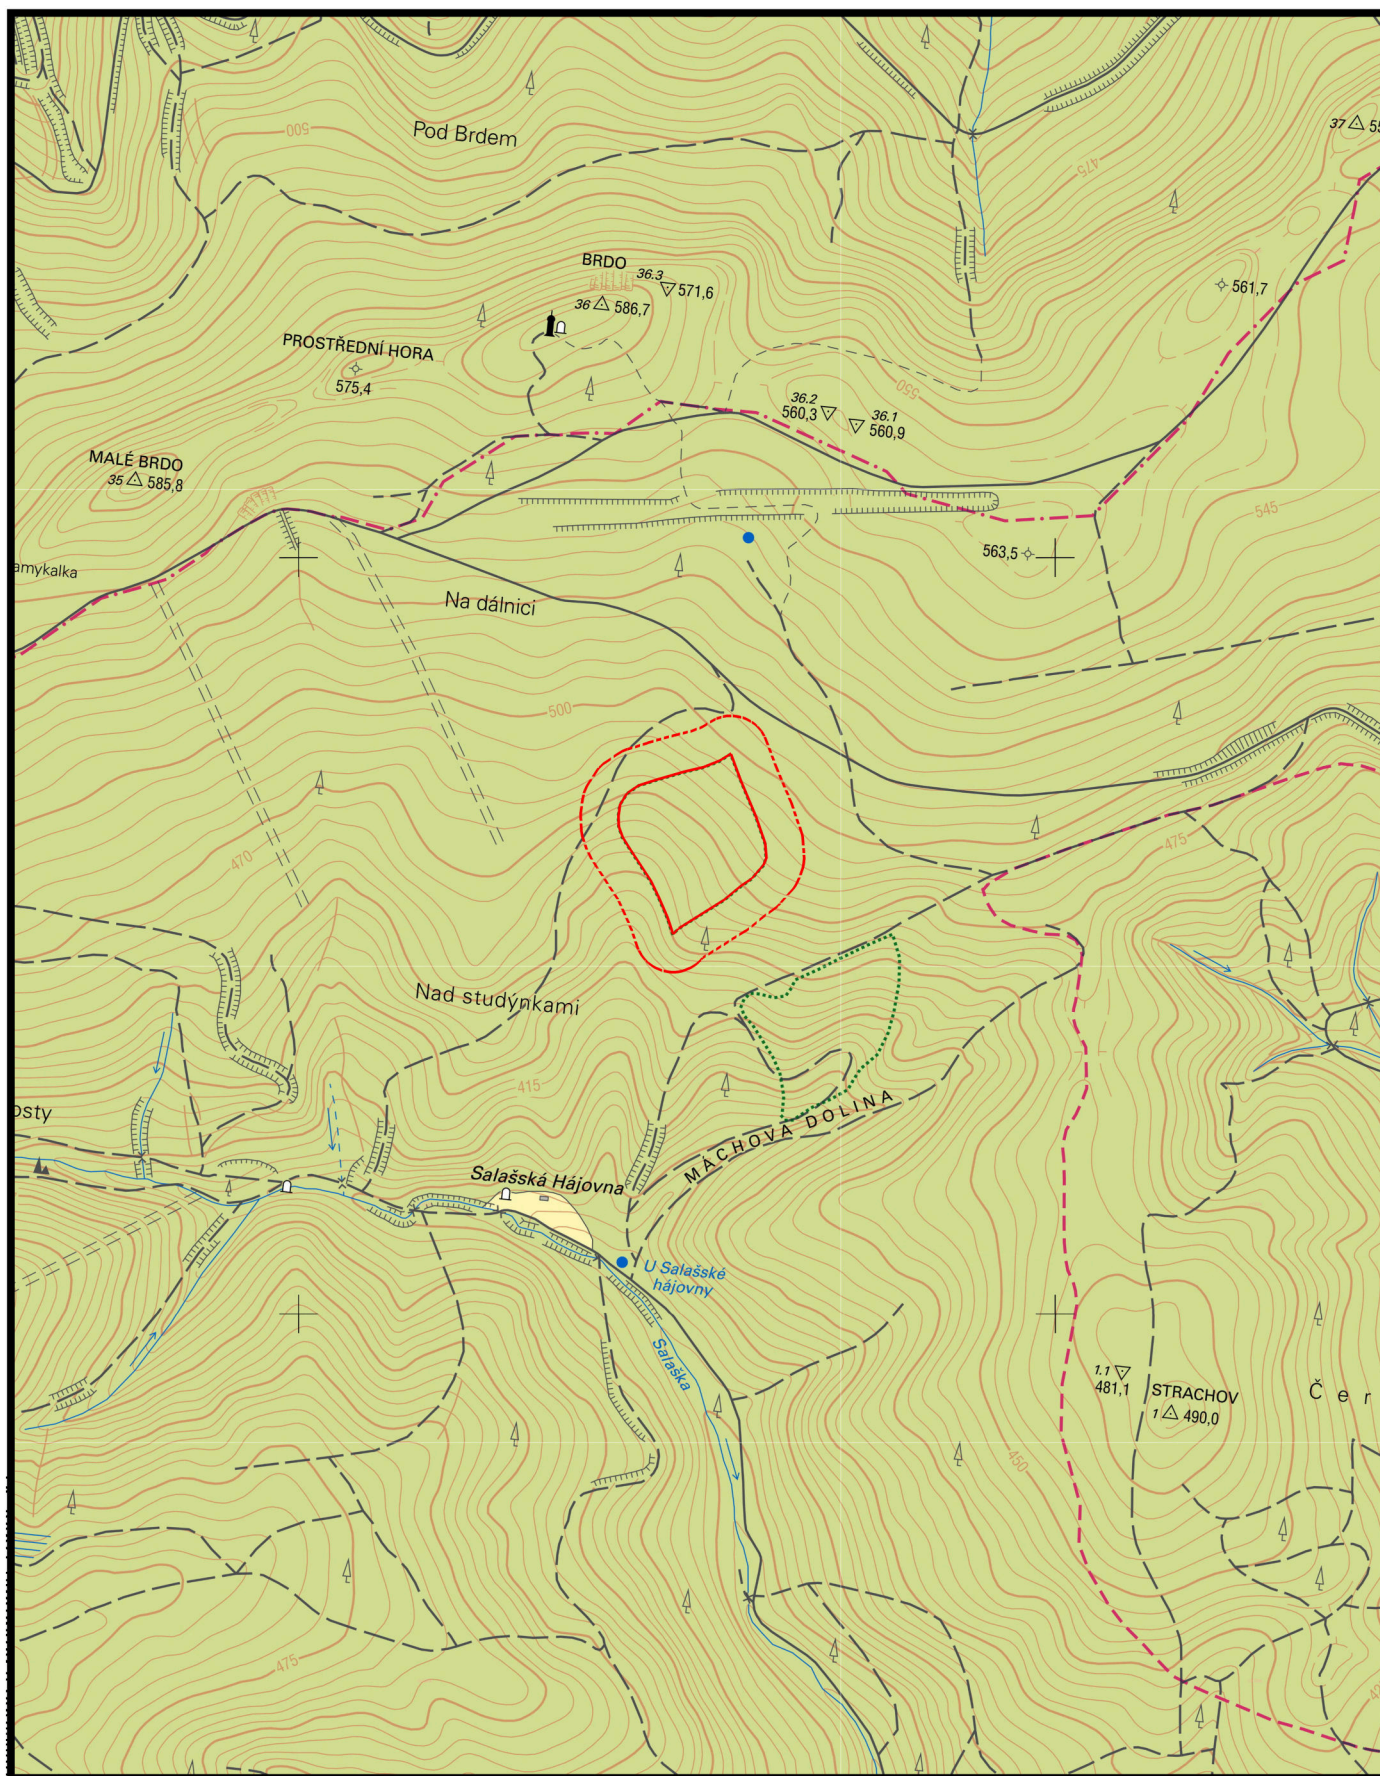 Pod Brdem
500
475
37
55
BRDO
36.3
571,6
36
586,7
561,7
PROSTŘEDNÍ HORA
575,4
550
36.2
560,3
36.1
560,9
MALÉ BRDO
35
585,8
545
563,5
amykalka
Na dálnici
500
470
475
Nad studýnkami
415
osty
MÁCHOVA DOLINA
Salašská Hájovna
U Salašské
hájovny
Salaška
1.1
481,1
STRACHOV
1
490,0
Čer
450
475